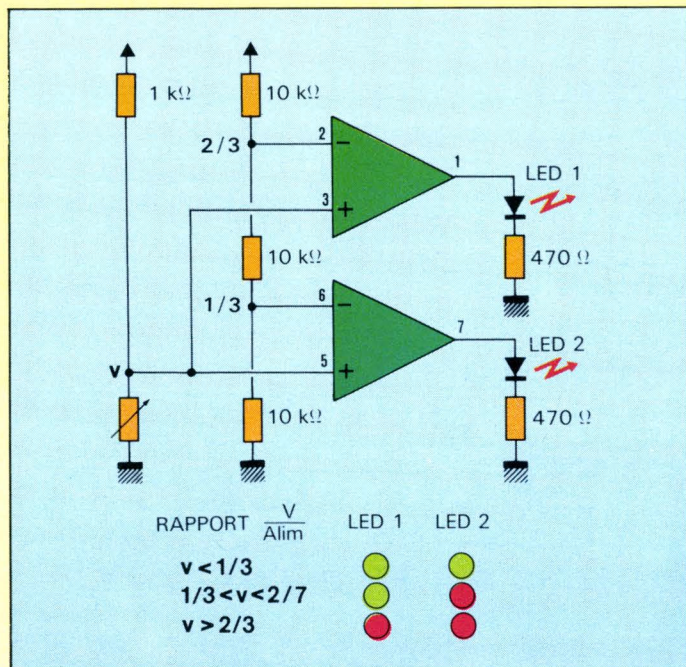 1 kΩ
10 kΩ
2/3
2
−
1
LED 1
3
+
470 Ω
10 kΩ
1/3
6
−
7
LED 2
v
5
+
10 kΩ
470 Ω
RAPPORT V/Alim LED 1 LED 2
v < 1/3
1/3 < v < 2/7
v > 2/3